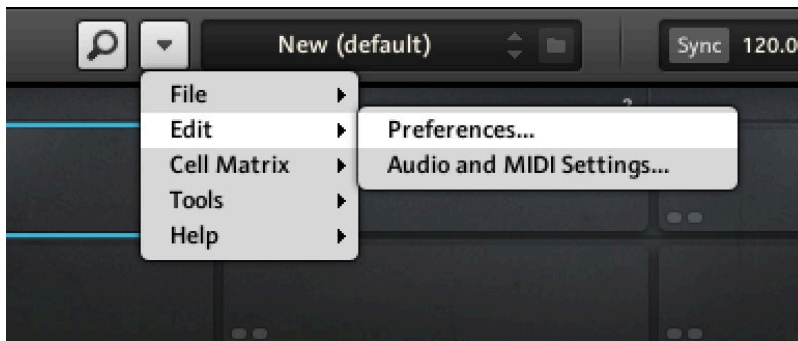 New (default)
Sync 120.0
File
Edit
Preferences...
Cell Matrix
Audio and MIDI Settings...
Tools
Help